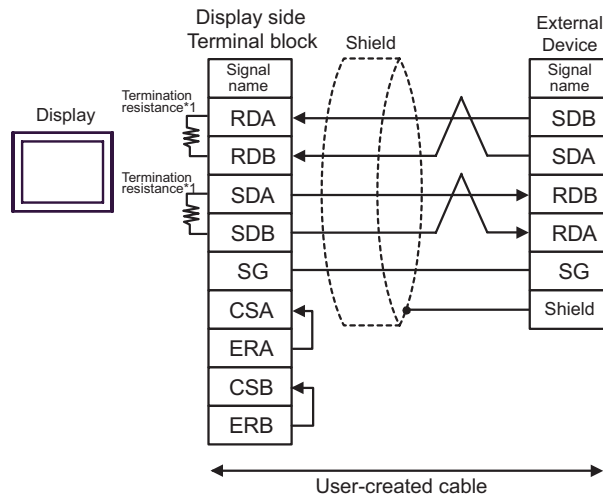 Display side
Terminal block
Shield
External
Device
Signal
name
Signal
name
Display
Termination
resistance*1
RDA
SDB
RDB
SDA
Termination
resistance*1
SDA
RDB
SDB
RDA
SG
SG
CSA
Shield
ERA
CSB
ERB
User-created cable